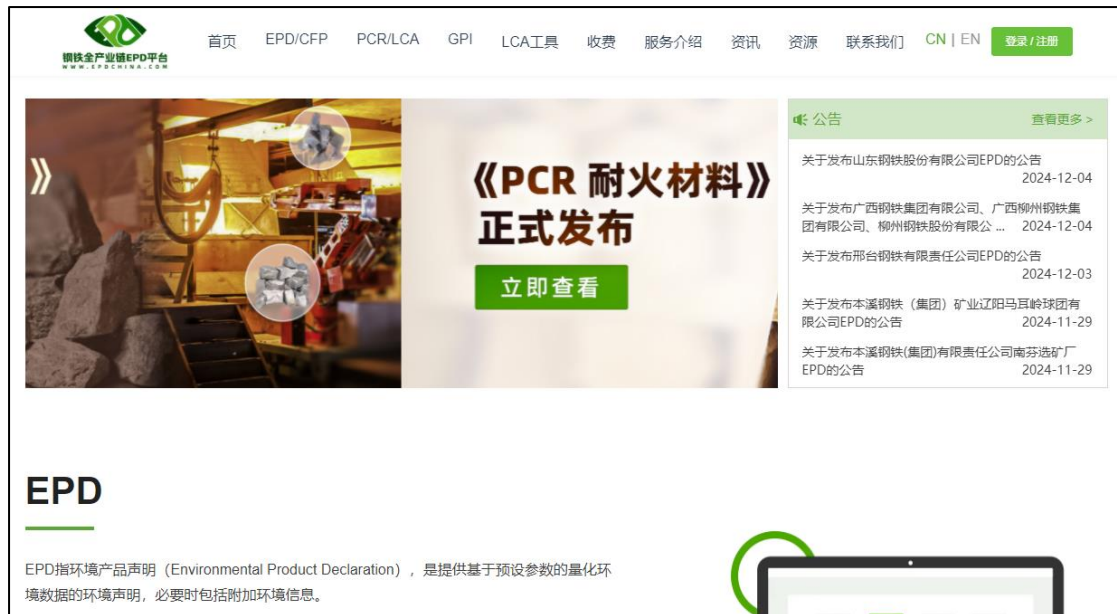 钢铁全产业链EPD平台
WWW.EPDCHINA.COM
首页 EPD/CFP PCR/LCA GPI LCA工具 收费 服务介绍 资讯 资源 联系我们 CN | EN 登录 / 注册
《PCR 耐火材料》
正式发布
立即查看
公告 查看更多 >
关于发布山东钢铁股份有限公司EPD的公告
2024-12-04
关于发布广西钢铁集团有限公司、广西柳州钢铁集
团有限公司、柳州钢铁股份有限公 ... 2024-12-04
关于发布邢台钢铁有限责任公司EPD的公告
2024-12-03
关于发布本溪钢铁（集团）矿业辽阳马耳岭球团有
限公司EPD的公告 2024-11-29
关于发布本溪钢铁(集团)有限责任公司南芬选矿厂
EPD的公告 2024-11-29
EPD
EPD指环境产品声明（Environmental Product Declaration），是提供基于预设参数的量化环
境数据的环境声明，必要时包括附加环境信息。